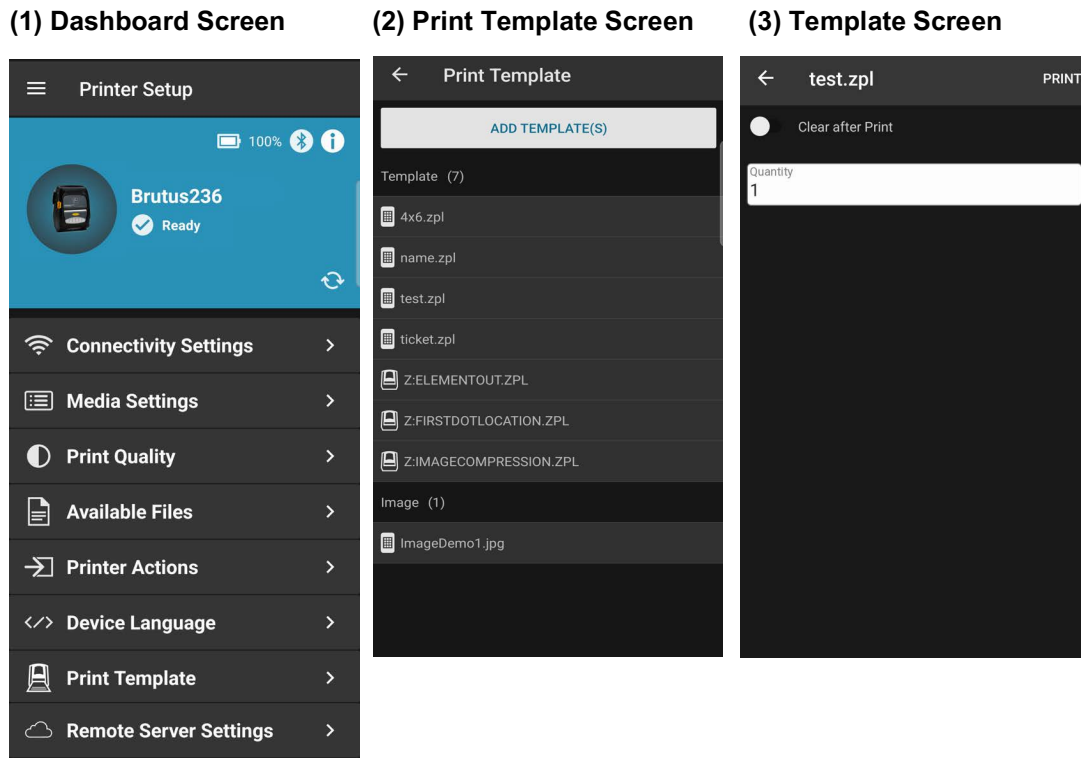 (1) Dashboard Screen
(2) Print Template Screen
(3) Template Screen
Printer Setup
100%
Brutus236
Ready
Connectivity Settings
Media Settings
Print Quality
Available Files
Printer Actions
Device Language
Print Template
Remote Server Settings
Print Template
ADD TEMPLATE(S)
Template (7)
4x6.zpl
name.zpl
test.zpl
ticket.zpl
Z:ELEMENTOUT.ZPL
Z:FIRSTDOTLOCATION.ZPL
Z:IMAGECOMPRESSION.ZPL
Image (1)
ImageDemo1.jpg
test.zpl PRINT
Clear after Print
Quantity
1